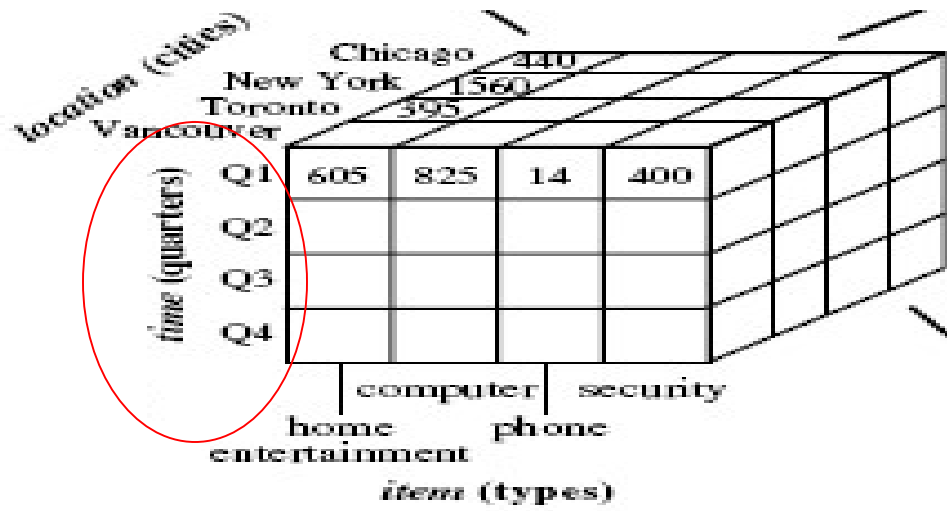 location (cities)
Chicago 440
New York 1560
Toronto 395
Vancouver
time (quarters)
Q1 605 825 14 400
Q2
Q3
Q4
computer security
home phone
entertainment
item (types)